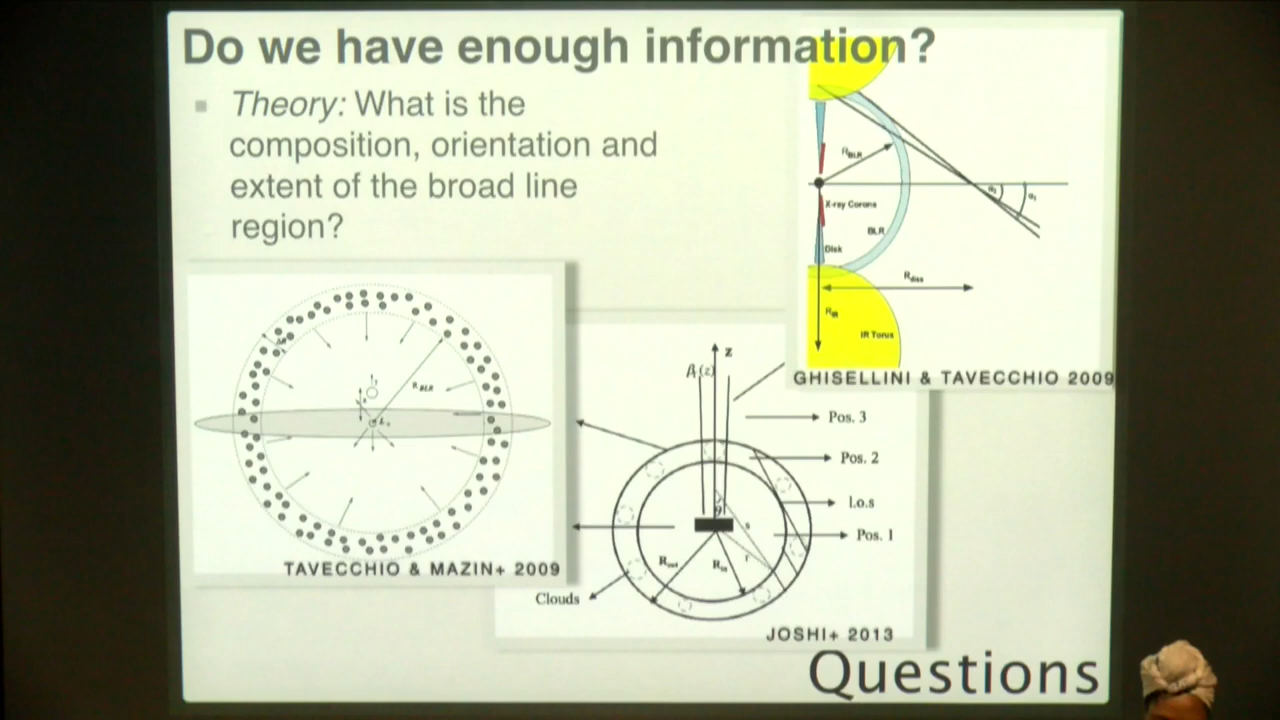 Do we have enough information?
Theory: What is the
composition, orientation and
extent of the broad line
region?
R_BLR
X-ray Corona
BLR
Disk
R_diss
R_IR
IR Torus
α₁
GHISELLINI & TAVECCHIO 2009
R_BLR
TAVECCHIO & MAZIN+ 2009
z
Pos. 3
Pos. 2
l.o.s
Pos. 1
R_out
R_in
r
θ
Clouds
JOSHI+ 2013
Questions